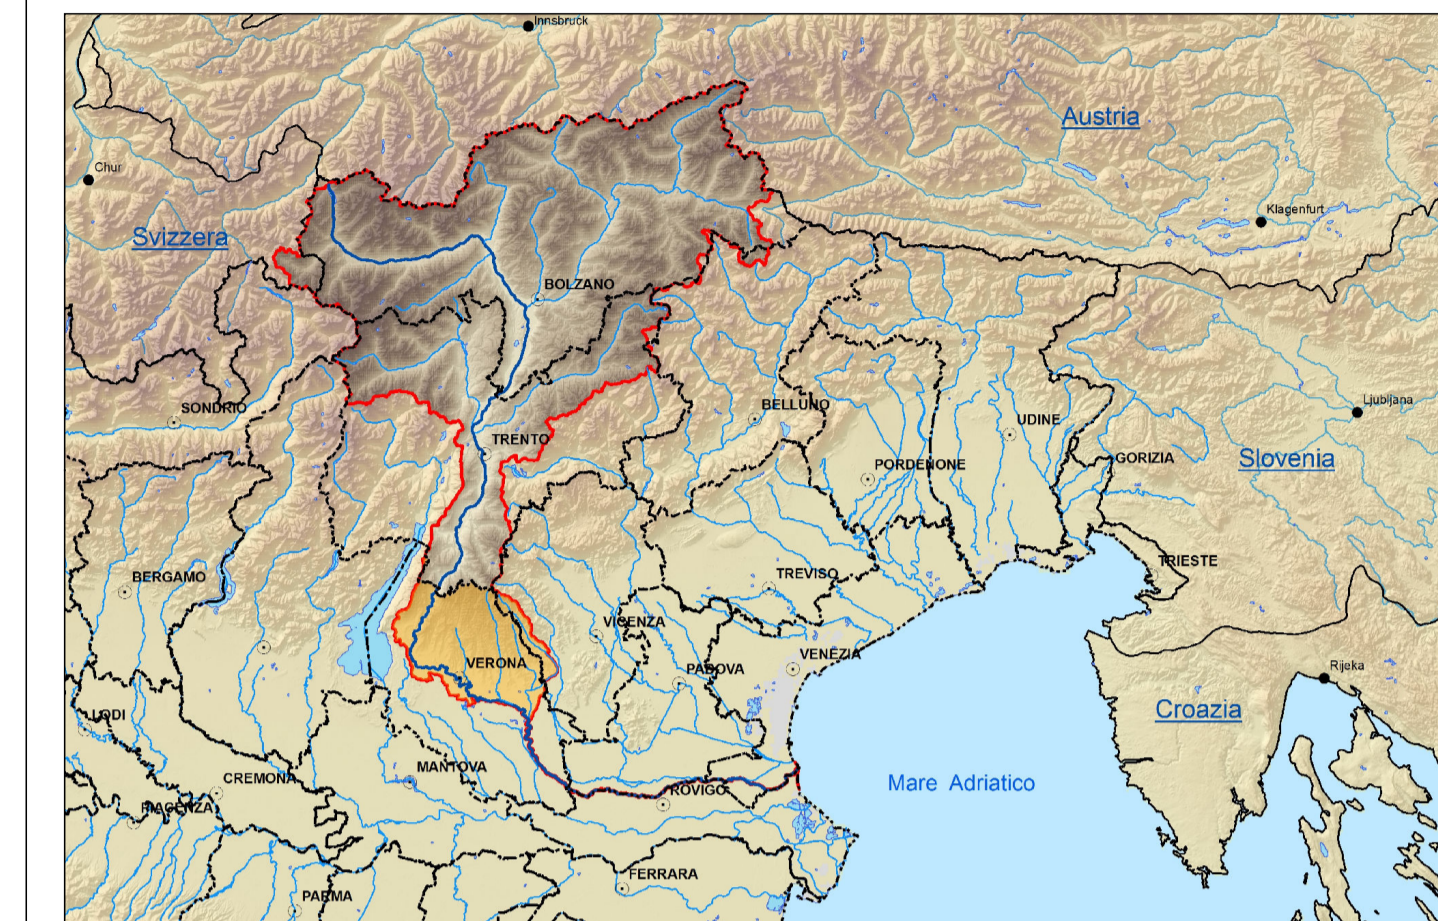 Innsbruck
Austria
Chur
Klagenfurt
Svizzera
BOLZANO
Ljubljana
SONDRIO
BELLUNO
UDINE
TRENTO
GORIZIA
Slovenia
PORDENONE
TRIESTE
BERGAMO
TREVISO
VICENZA
VENEZIA
VERONA
PADOVA
Rijeka
LODI
Croazia
MANTOVA
CREMONA
Mare Adriatico
ROVIGO
PIACENZA
FERRARA
PARMA